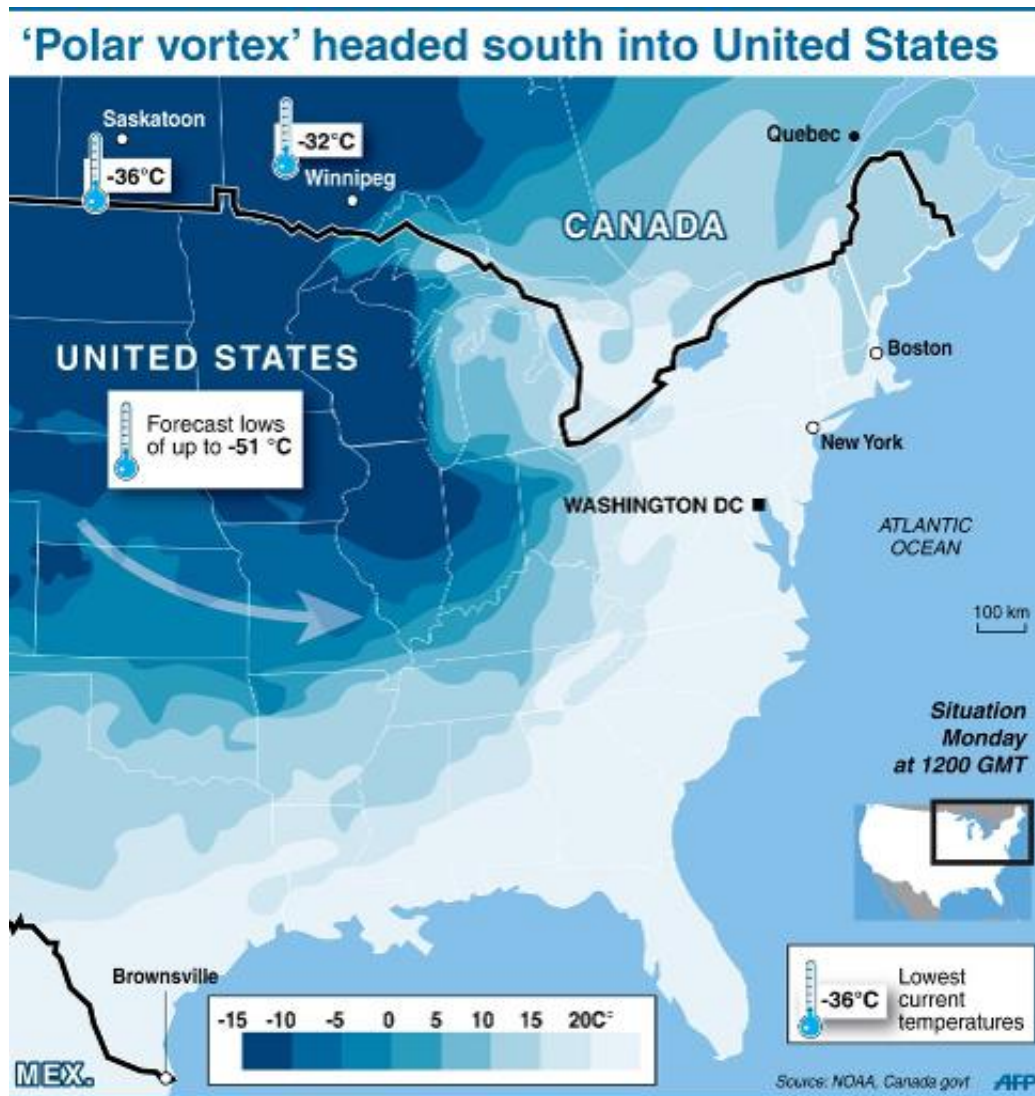 ‘Polar vortex’ headed south into United States
Saskatoon
-36°C
-32°C
Winnipeg
Quebec
CANADA
UNITED STATES
Boston
Forecast lows
of up to -51 °C
New York
WASHINGTON DC
ATLANTIC
OCEAN
100 km
Situation
Monday
at 1200 GMT
Brownsville
-15 -10 -5 0 5 10 15 20C°
-36°C
Lowest
current
temperatures
MEX.
Source: NOAA, Canada govt AFP